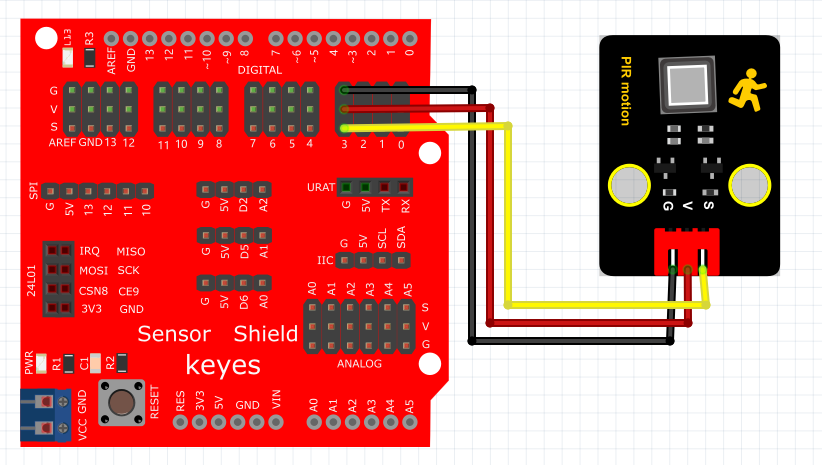 L13
R3
AREF
GND
13
12
11
~10
~9
8
7
~6
~5
4
~3
2
1
0
DIGITAL
G
V
S
AREF GND 13 12
11 10 9 8
7 6 5 4
3 2 1 0
SPI
G
5V
13
12
11
10
G
5V
D2
A2
URAT
G
5V
TX
RX
G
5V
D5
A1
IIC
G
5V
SCL
SDA
24L01
IRQ MISO
MOSI SCK
CSN8 CE9
3V3 GND
G
5V
D6
A0
A0
A1
A2
A3
A4
A5
S
V
G
ANALOG
Sensor Shield
keyes
PWR
R1
C1
R2
VCC GND
RESET
RES
3V3
5V
GND
VIN
A0
A1
A2
A3
A4
A5
PIR motion
G
V
S